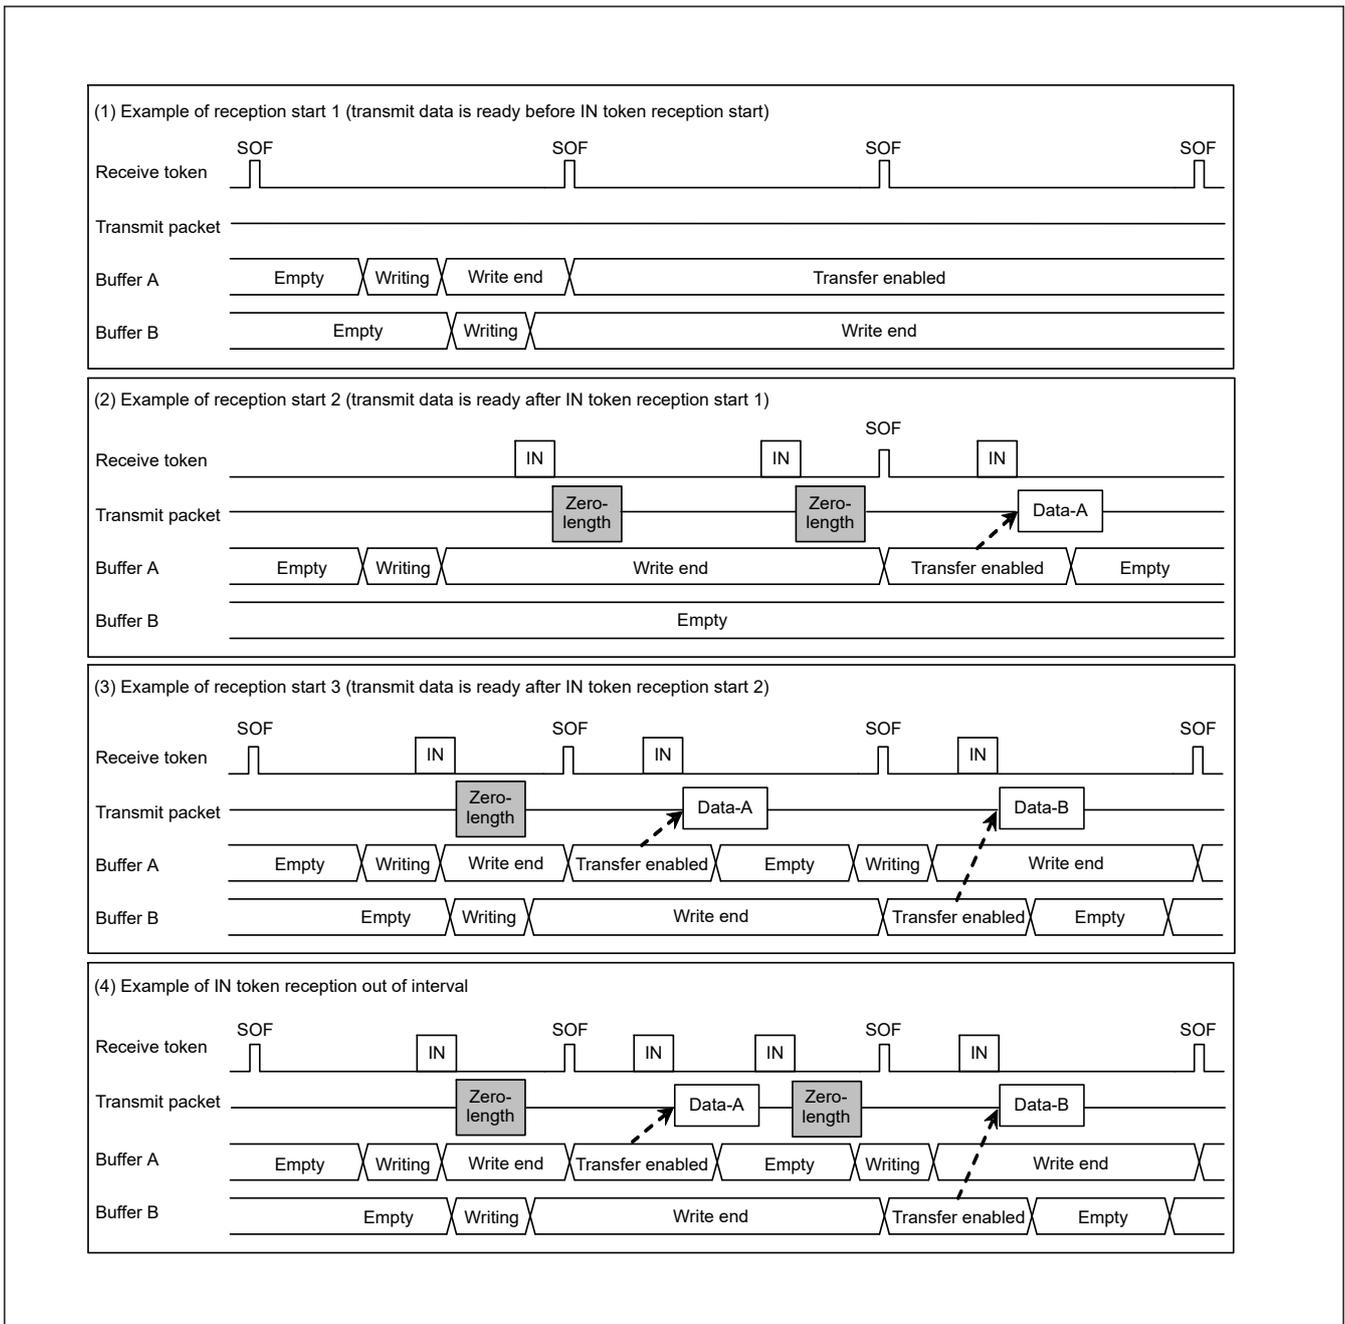 (1) Example of reception start 1 (transmit data is ready before IN token reception start)
SOF SOF SOF SOF
Receive token
Transmit packet
Buffer A Empty Writing Write end Transfer enabled
Buffer B Empty Writing Write end
(2) Example of reception start 2 (transmit data is ready after IN token reception start 1)
SOF
Receive token IN IN IN
Transmit packet Zero- Zero- Data-A
length length
Buffer A Empty Writing Write end Transfer enabled Empty
Buffer B Empty
(3) Example of reception start 3 (transmit data is ready after IN token reception start 2)
SOF SOF SOF SOF
Receive token IN IN IN
Transmit packet Zero- Data-A Data-B
length
Buffer A Empty Writing Write end Transfer enabled Empty Writing Write end
Buffer B Empty Writing Write end Transfer enabled Empty
(4) Example of IN token reception out of interval
SOF SOF SOF SOF
Receive token IN IN IN IN
Transmit packet Zero- Data-A Zero- Data-B
length length
Buffer A Empty Writing Write end Transfer enabled Empty Writing Write end
Buffer B Empty Writing Write end Transfer enabled Empty